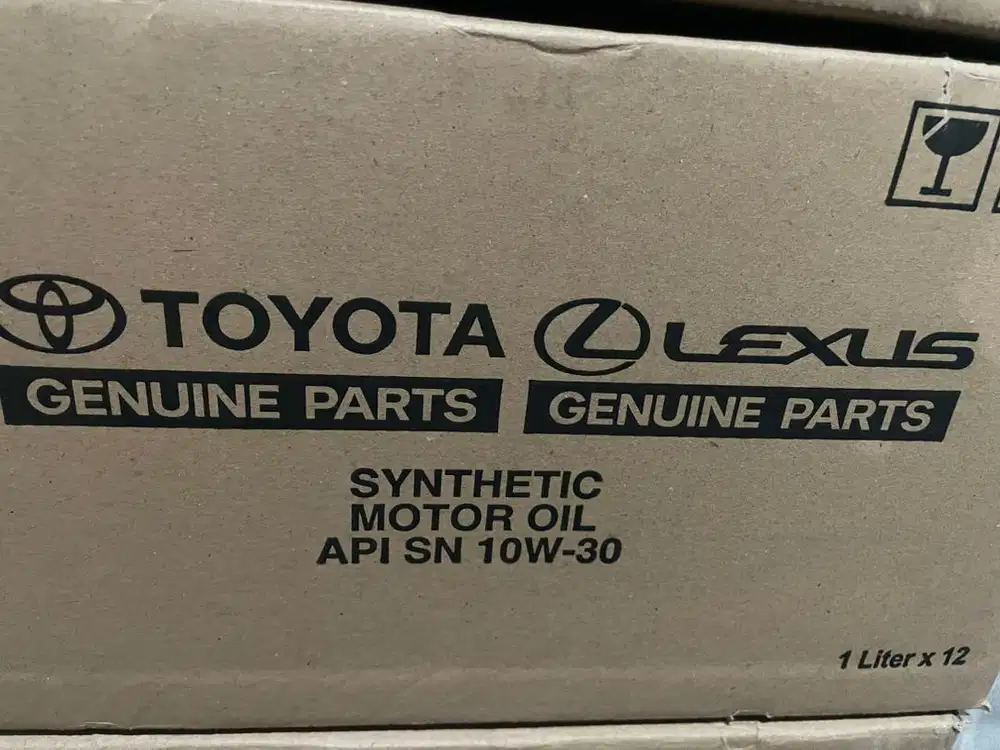 TOYOTA LEXUS
GENUINE PARTS GENUINE PARTS
SYNTHETIC
MOTOR OIL
API SN 10W-30
1 Liter x 12